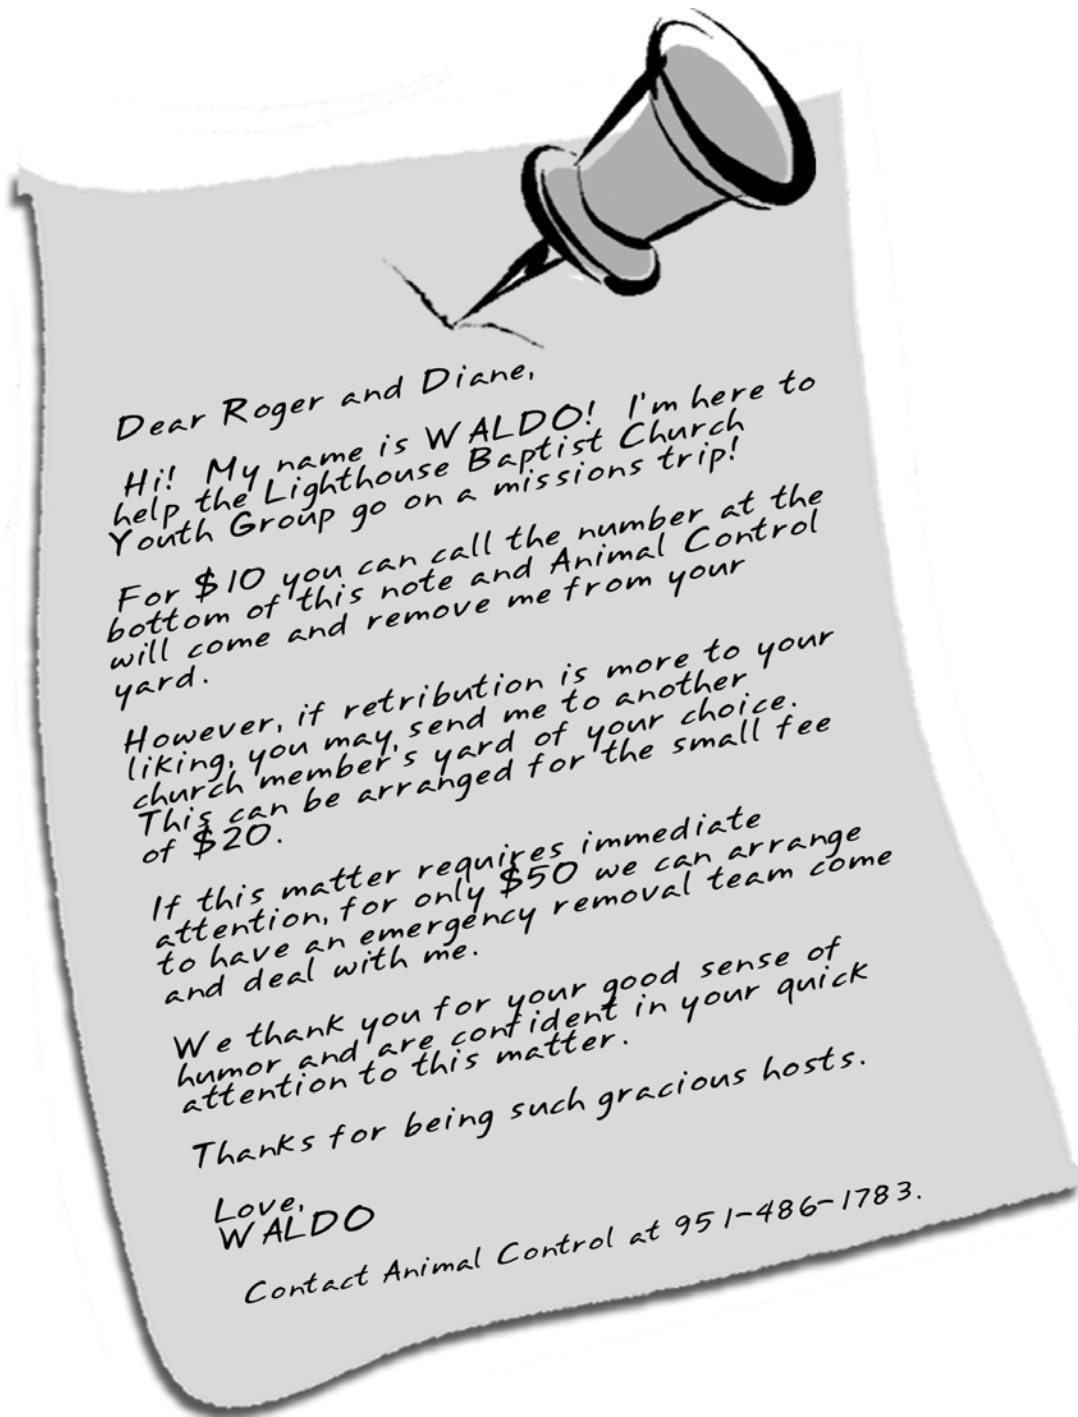 Dear Roger and Diane,
Hi! My name is WALDO! I'm here to
help the Lighthouse Baptist Church
Youth Group go on a missions trip!
For $10 you can call the number at the
bottom of this note and Animal Control
will come and remove me from your
yard.
However, if retribution is more to your
liking, you may, send me to another
church member's yard of your choice.
This can be arranged for the small fee
of $20.
If this matter requires immediate
attention, for only $50 we can arrange
to have an emergency removal team come
and deal with me.
We thank you for your good sense of
humor and are confident in your quick
attention to this matter.
Thanks for being such gracious hosts.
Love,
WALDO
Contact Animal Control at 951-486-1783.